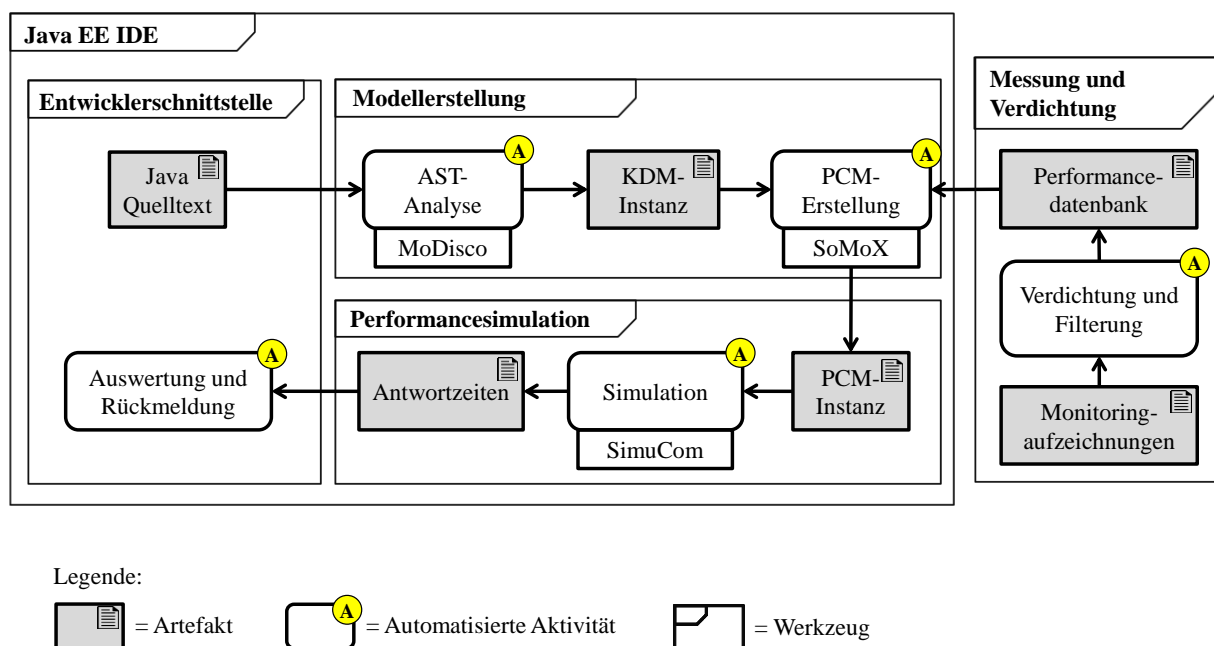 Java EE IDE
Entwicklerschnittstelle
Java
Quelltext
Auswertung und
Rückmeldung
A
Modellerstellung
AST-
Analyse
A
MoDisco
KDM-
Instanz
PCM-
Erstellung
A
SoMoX
Performancesimulation
Antwortzeiten
Simulation
A
SimuCom
PCM-
Instanz
Messung und
Verdichtung
Performance-
datenbank
Verdichtung und
Filterung
A
Monitoring-
aufzeichnungen
Legende:
= Artefakt
A
= Automatisierte Aktivität
= Werkzeug